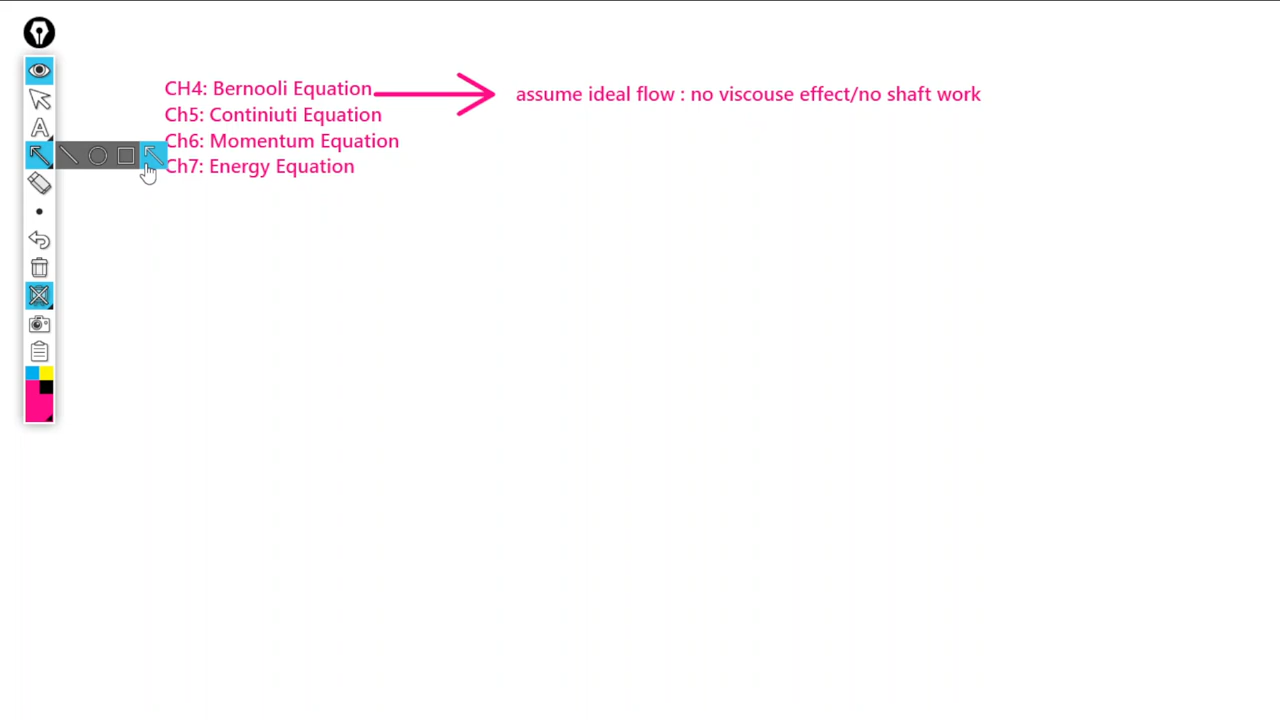 CH4: Bernooli Equation
assume ideal flow : no viscouse effect/no shaft work
Ch5: Continiuti Equation
Ch6: Momentum Equation
Ch7: Energy Equation